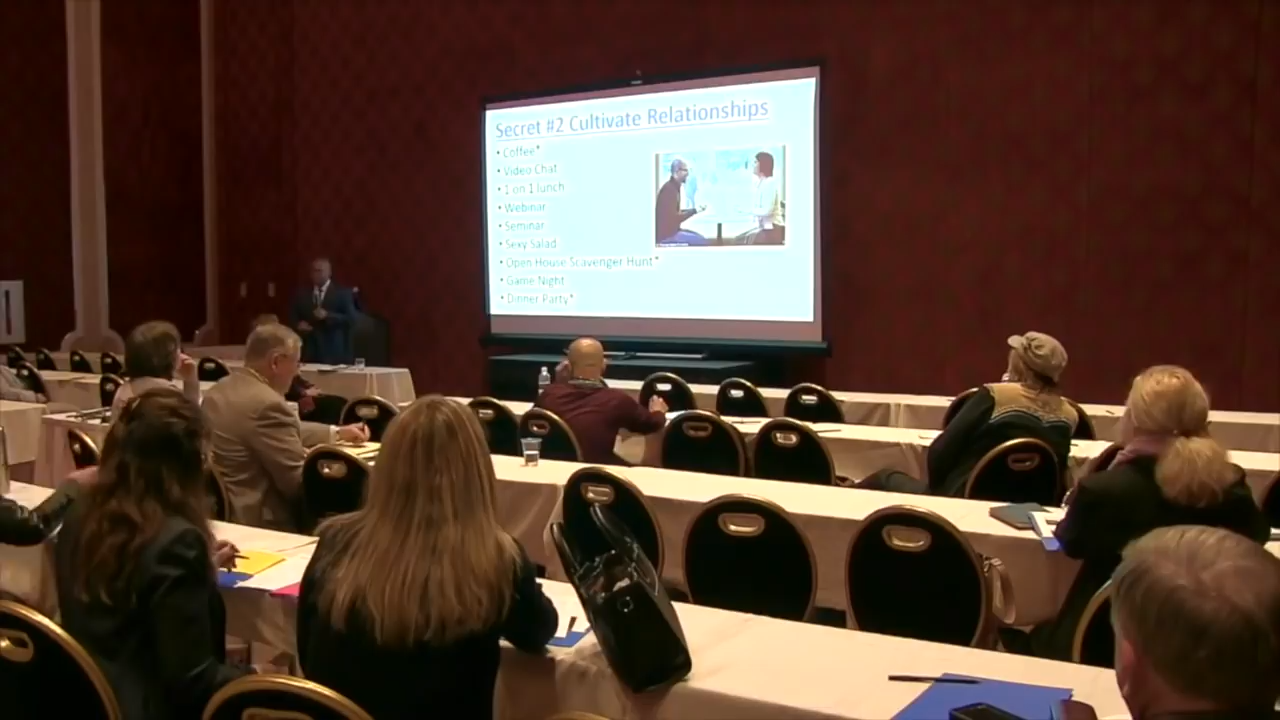 Secret #2 Cultivate Relationships
• Coffee*
• Video Chat
• 1 on 1 lunch
• Webinar
• Seminar
• Sexy Salad
• Open House Scavenger Hunt*
• Game Night
• Dinner Party*